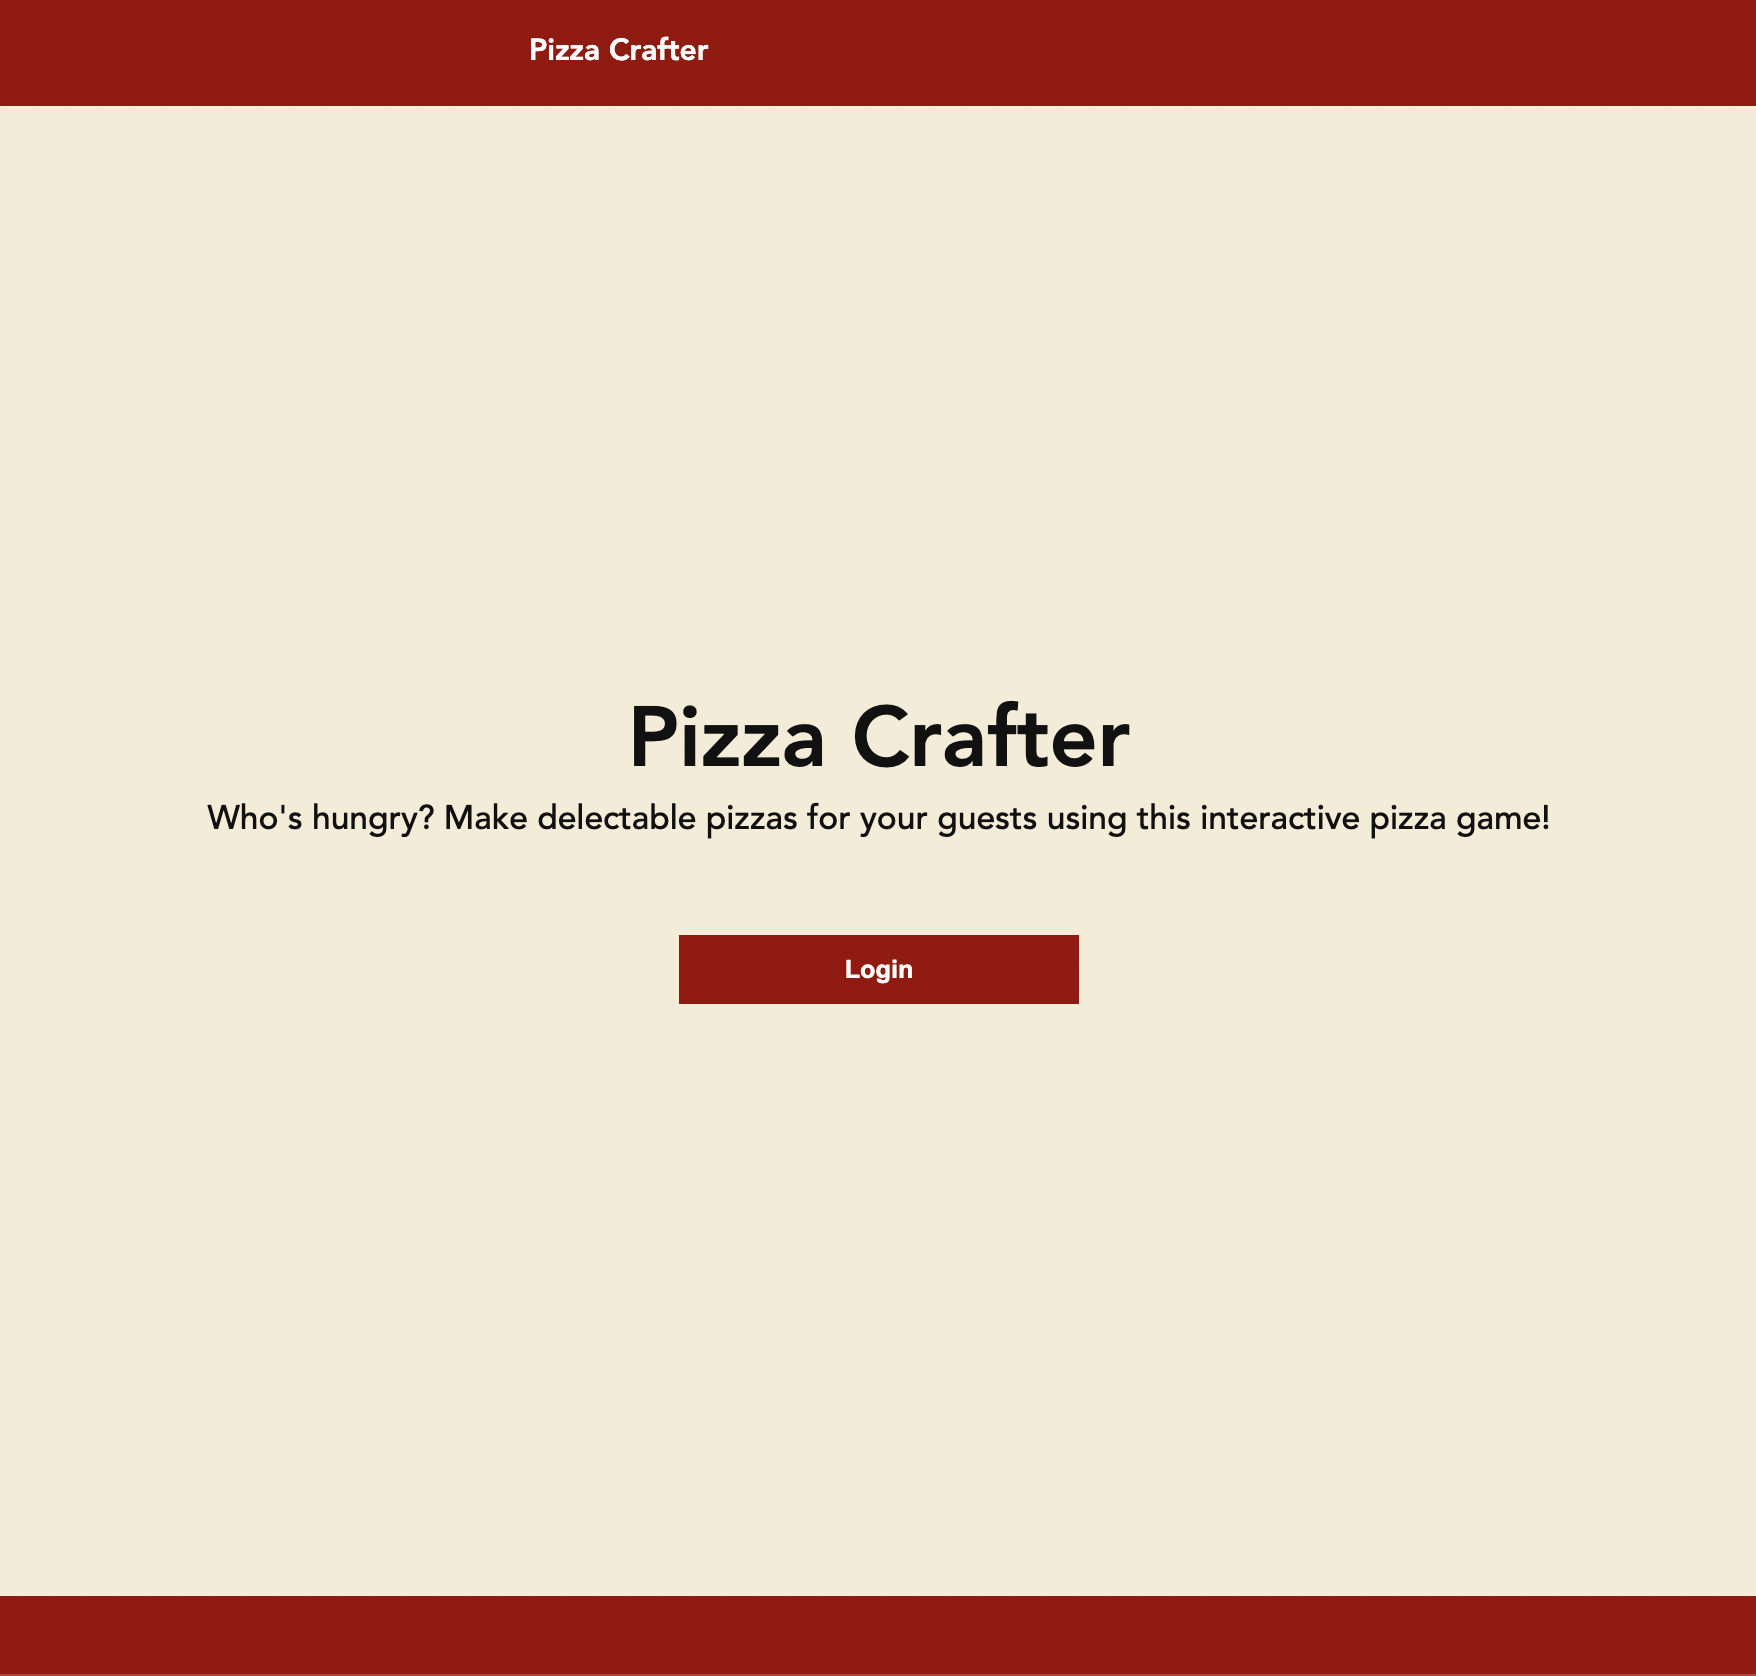 Pizza Crafter
Pizza Crafter
Who's hungry? Make delectable pizzas for your guests using this interactive pizza game!
Login